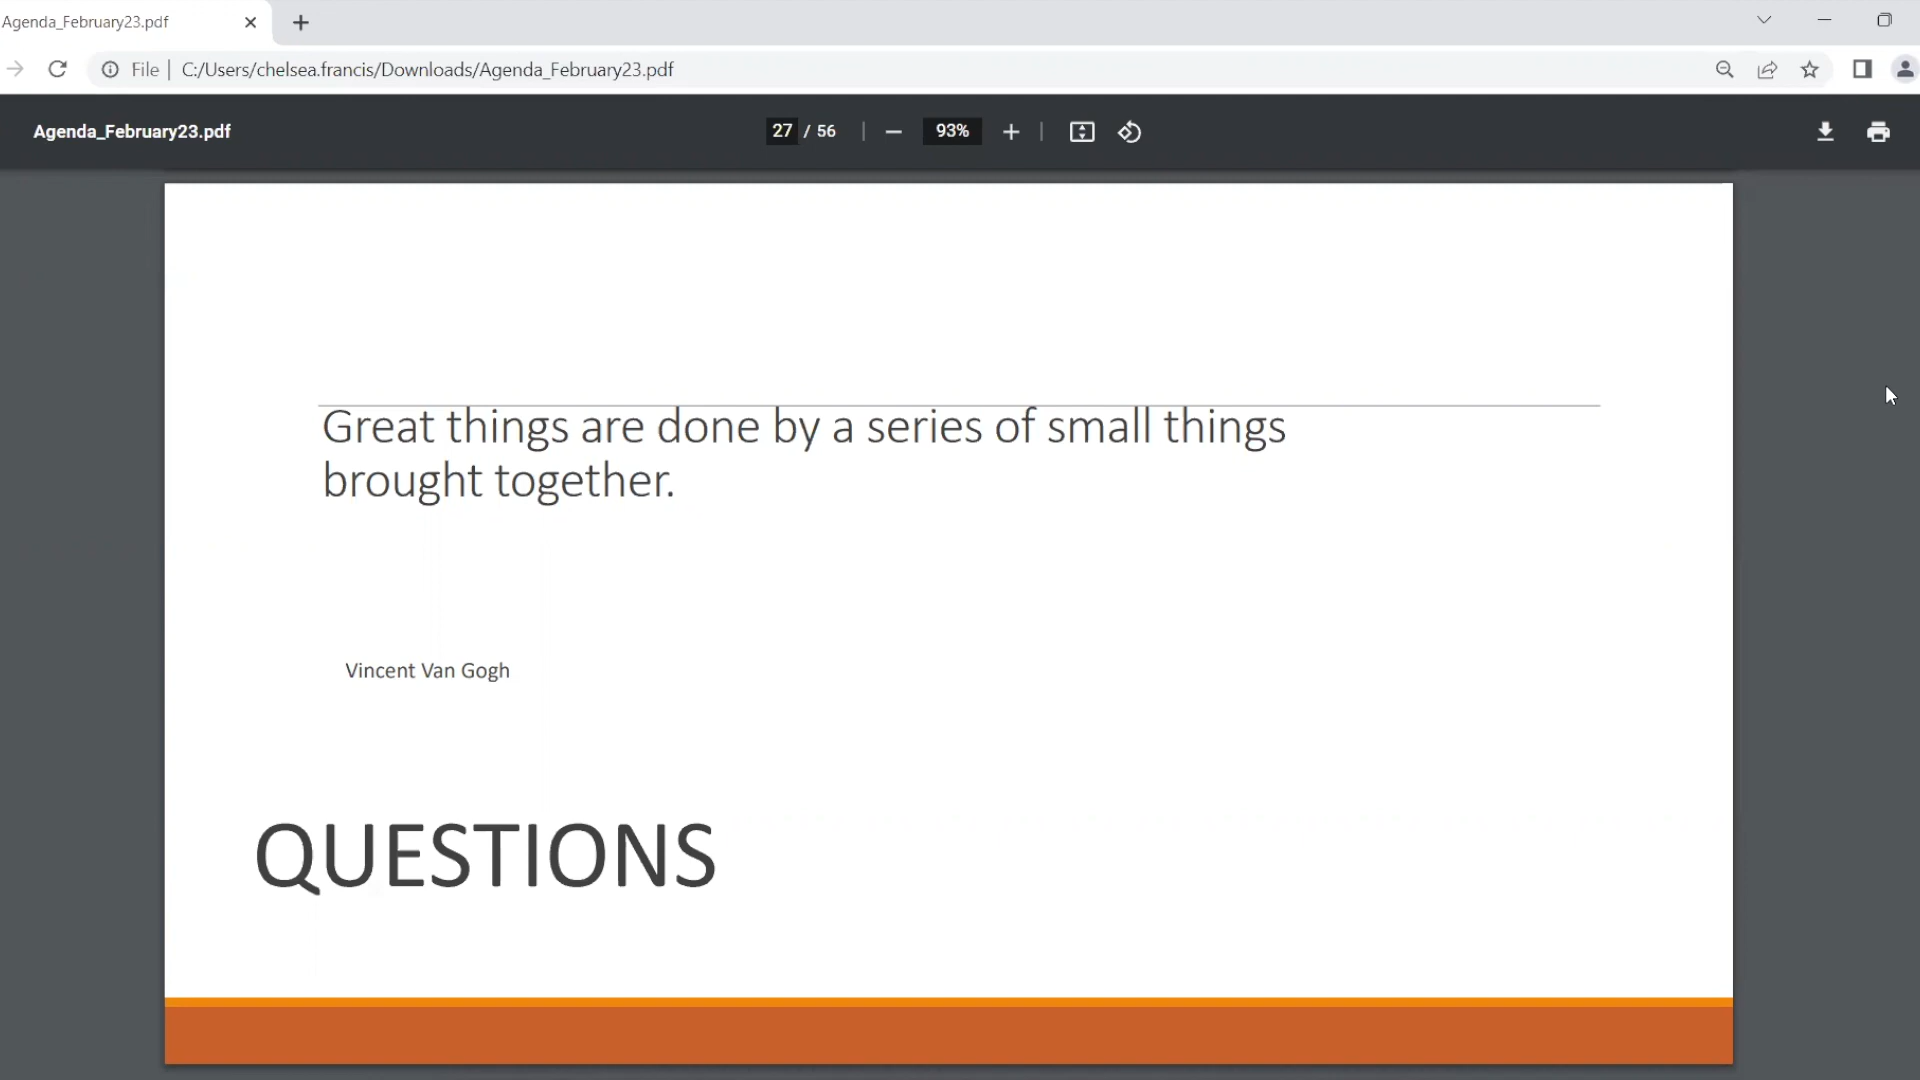 Agenda_February23.pdf
File | C:/Users/chelsea.francis/Downloads/Agenda_February23.pdf
Agenda_February23.pdf
27 / 56
93%
Great things are done by a series of small things
brought together.
Vincent Van Gogh
QUESTIONS